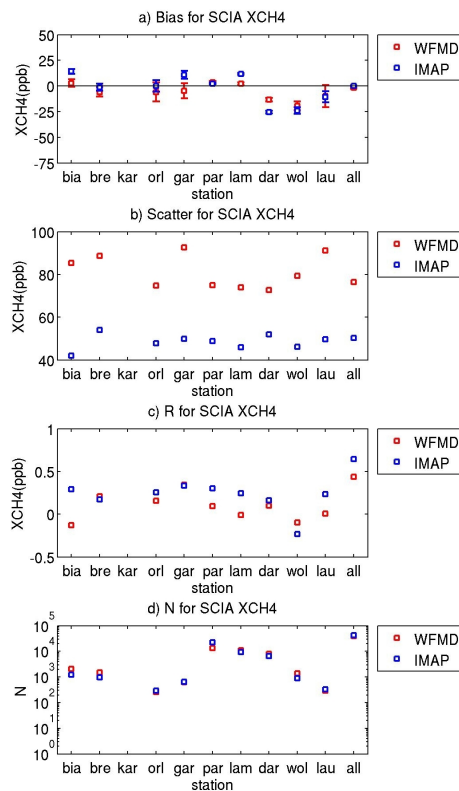 a) Bias for SCIA XCH4
50
25
0
-25
-50
-75
XCH4(ppb)
bia bre kar orl gar par lam dar wol lau all
station
WFMD
IMAP
b) Scatter for SCIA XCH4
100
80
60
40
XCH4(ppb)
bia bre kar orl gar par lam dar wol lau all
station
WFMD
IMAP
c) R for SCIA XCH4
1
0.5
0
-0.5
XCH4(ppb)
bia bre kar orl gar par lam dar wol lau all
station
WFMD
IMAP
d) N for SCIA XCH4
10^5
10^4
10^3
10^2
10^1
10^0
N
bia bre kar orl gar par lam dar wol lau all
station
WFMD
IMAP